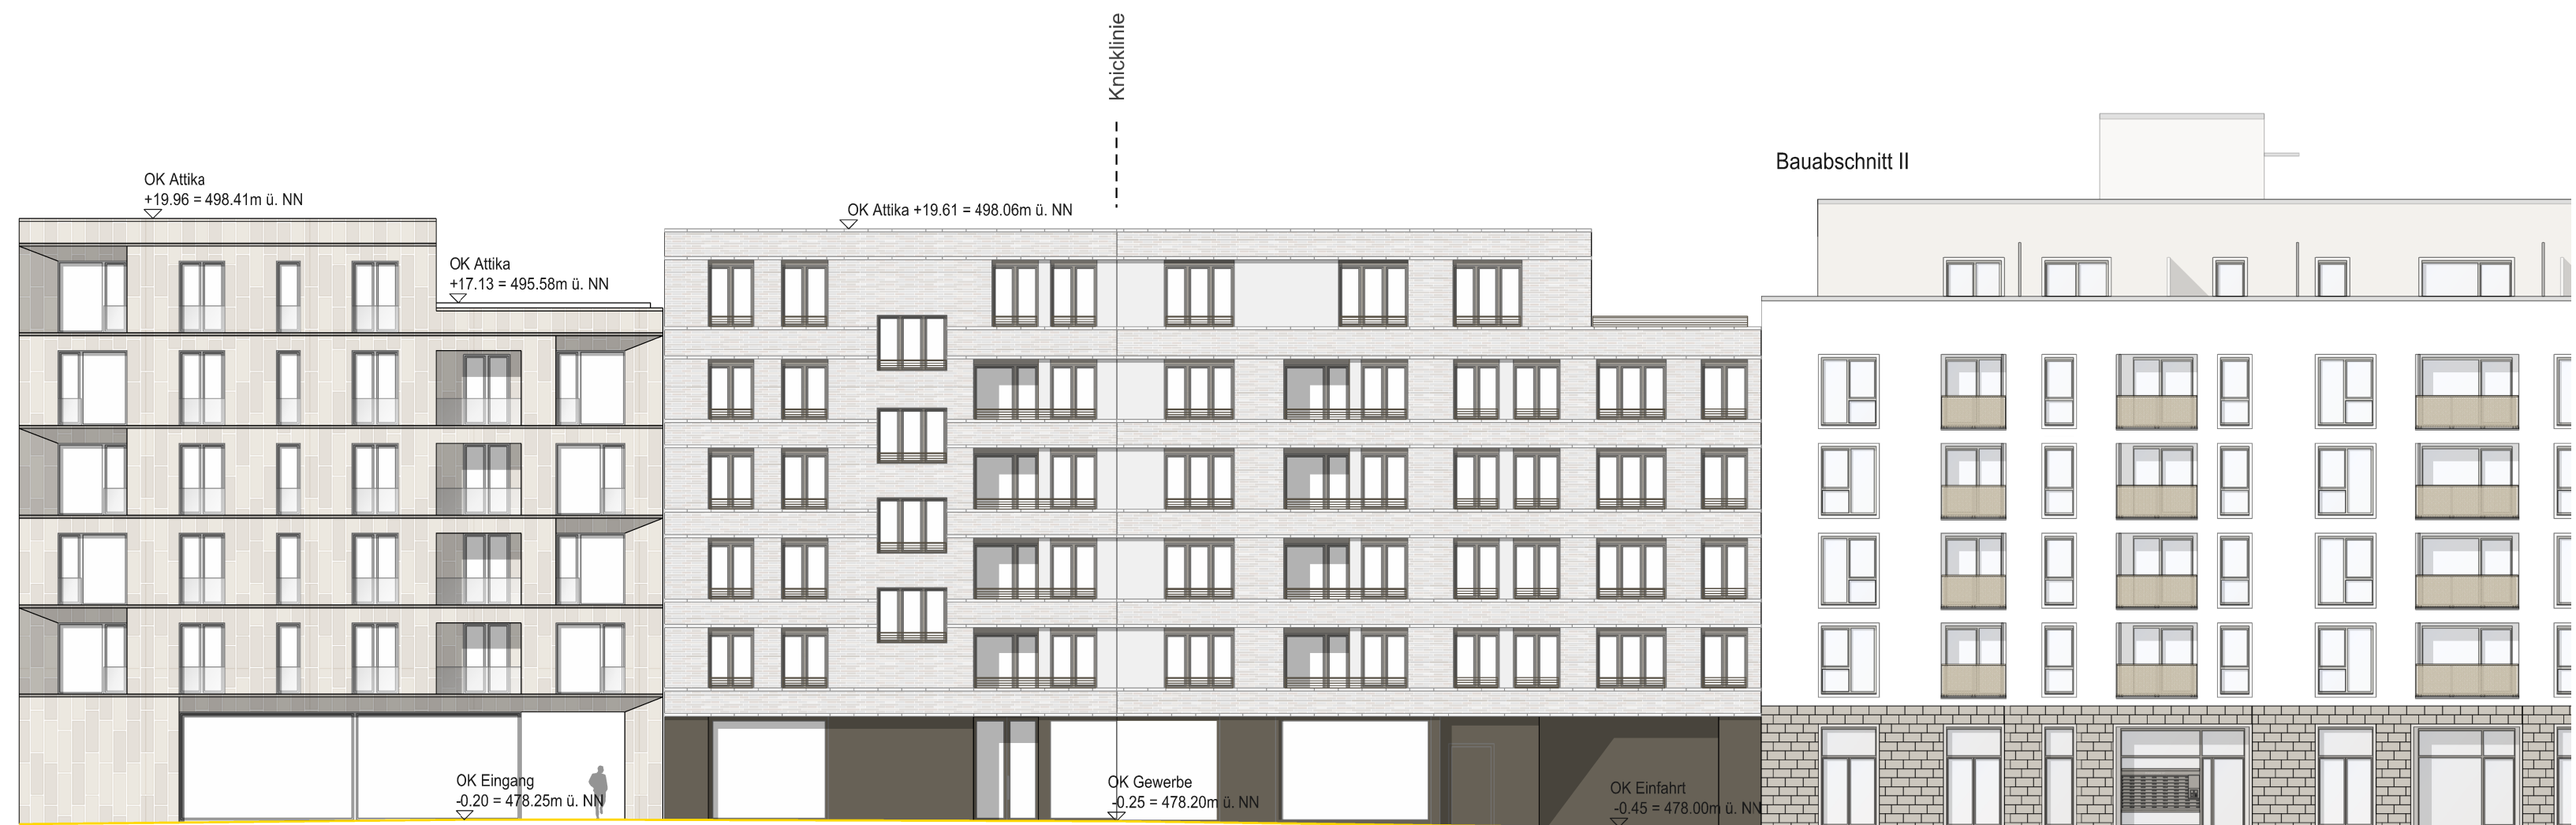 Knicklinie
Bauabschnitt II
OK Attika
+19.96 = 498.41m ü. NN
OK Attika +19.61 = 498.06m ü. NN
OK Attika
+17.13 = 495.58m ü. NN
OK Eingang
-0.20 = 478.25m ü. NN
OK Gewerbe
-0.25 = 478.20m ü. NN
OK Einfahrt
-0.45 = 478.00m ü. NN